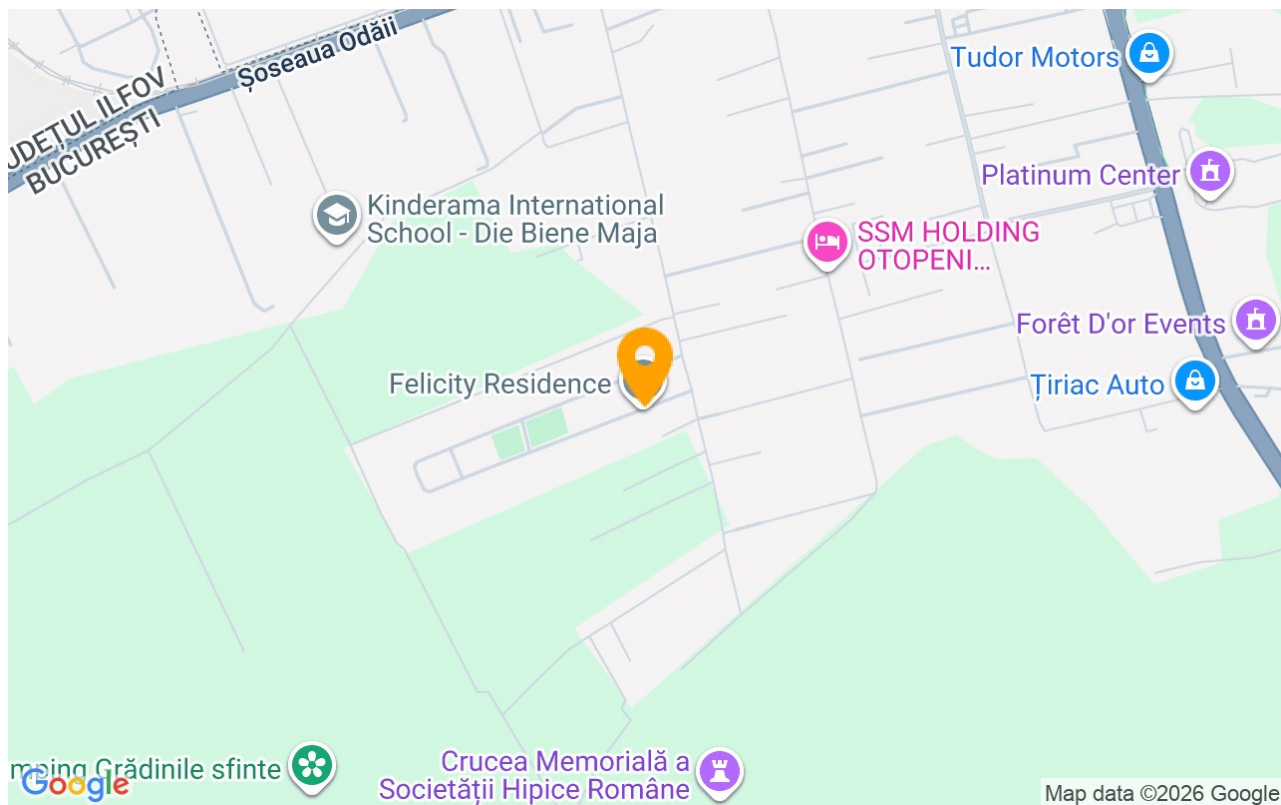 Șoseaua Odăii
JUDEȚUL ILFOV
BUCUREȘTI
Tudor Motors
Platinum Center
Kinderama International
School - Die Biene Maja
SSM HOLDING
OTOPENI...
Forêt D'or Events
Felicity Residence
Țiriac Auto
mping Grădinile sfinte
Crucea Memorială a
Societății Hipice Române
Google
Map data ©2026 Google